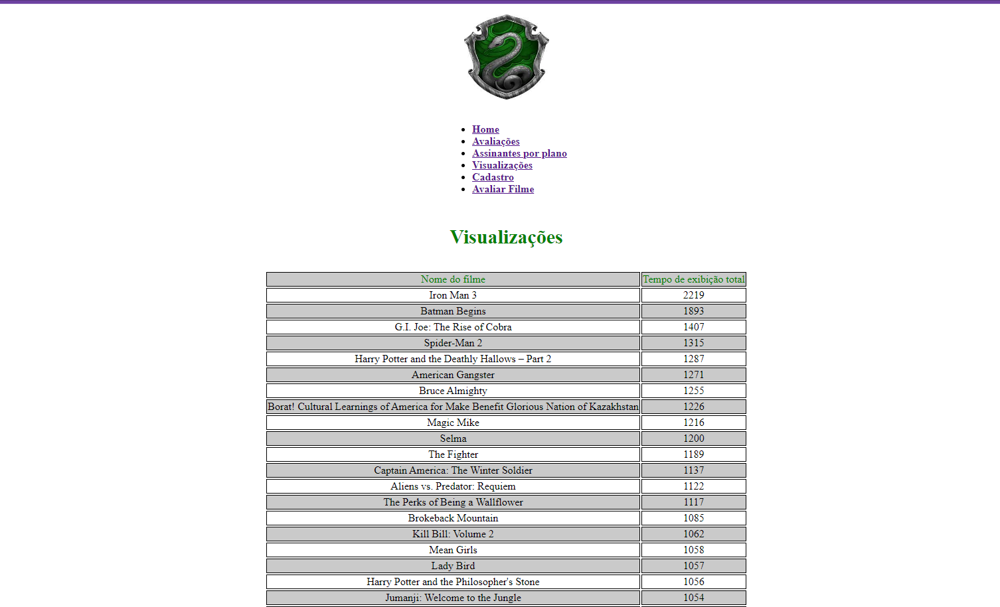 Home
Avaliações
Assinantes por plano
Visualizações
Cadastro
Avaliar Filme
Visualizações
Nome do filme Tempo de exibição total
Iron Man 3 2219
Batman Begins 1893
G.I. Joe: The Rise of Cobra 1407
Spider-Man 2 1315
Harry Potter and the Deathly Hallows – Part 2 1287
American Gangster 1271
Bruce Almighty 1255
Borat! Cultural Learnings of America for Make Benefit Glorious Nation of Kazakhstan 1226
Magic Mike 1216
Selma 1200
The Fighter 1189
Captain America: The Winter Soldier 1137
Aliens vs. Predator: Requiem 1122
The Perks of Being a Wallflower 1117
Brokeback Mountain 1085
Kill Bill: Volume 2 1062
Mean Girls 1058
Lady Bird 1057
Harry Potter and the Philosopher's Stone 1056
Jumanji: Welcome to the Jungle 1054